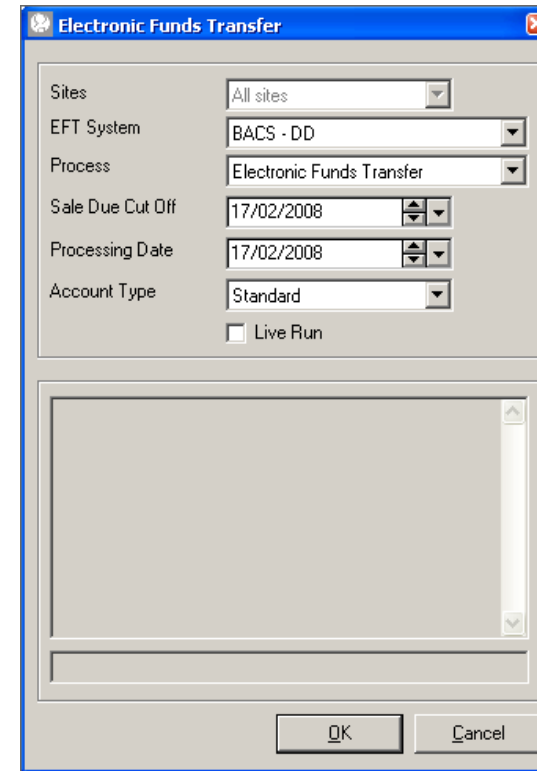 Electronic Funds Transfer
Sites All sites
EFT System BACS - DD
Process Electronic Funds Transfer
Sale Due Cut Off 17/02/2008
Processing Date 17/02/2008
Account Type Standard
Live Run
OK Cancel